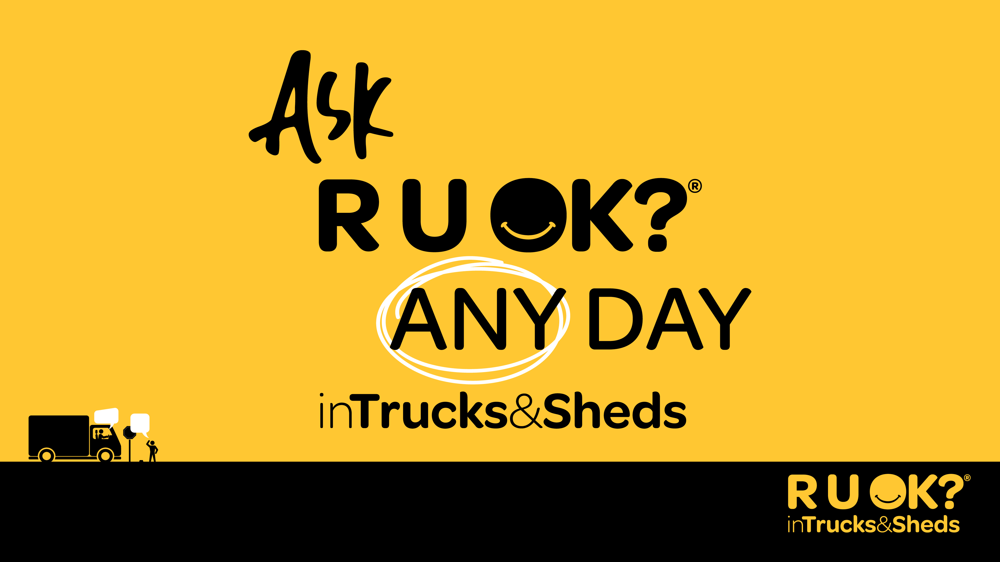 Ask
R U OK?®
ANY DAY
inTrucks&Sheds
R U OK?®
inTrucks&Sheds